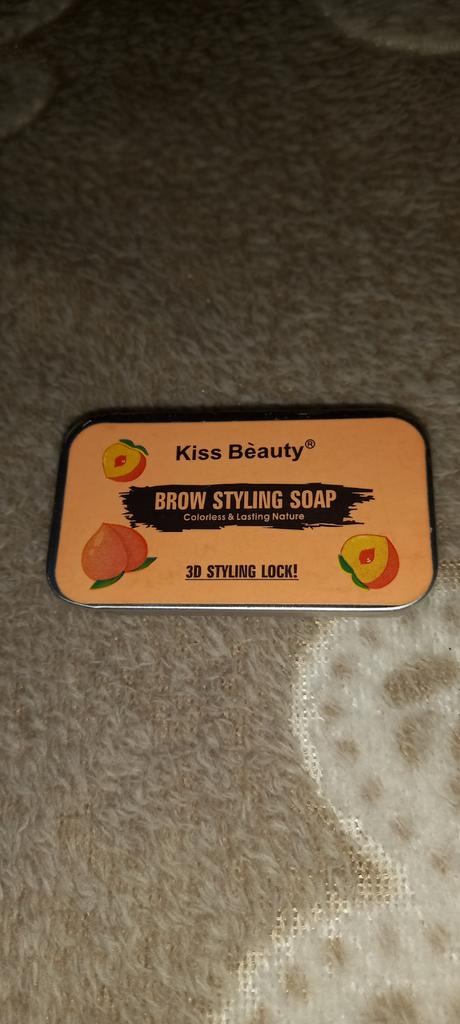 Kiss Bèauty®
BROW STYLING SOAP
Colorless & Lasting Nature
3D STYLING LOCK!